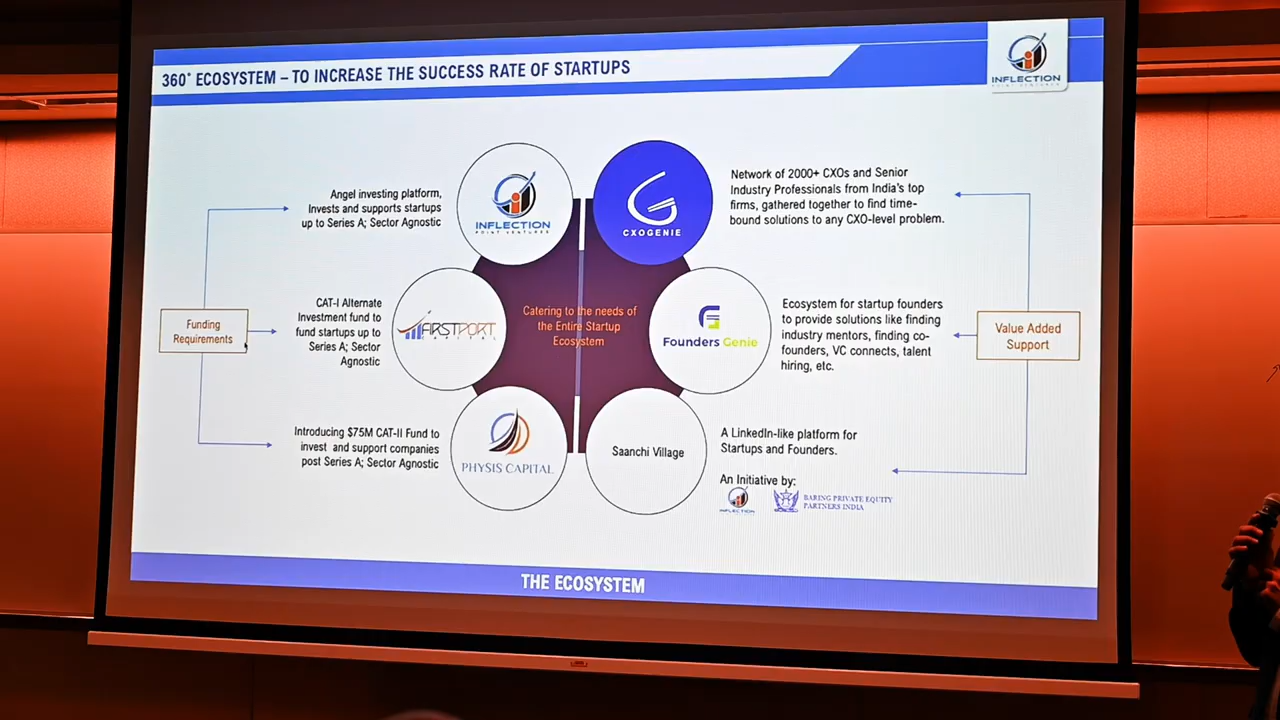 360° ECOSYSTEM – TO INCREASE THE SUCCESS RATE OF STARTUPS
INFLECTION
POINT VENTURES
Angel investing platform,
Invests and supports startups
up to Series A; Sector Agnostic
INFLECTION
POINT VENTURES
CXOGENIE
Network of 2000+ CXOs and Senior
Industry Professionals from India's top
firms, gathered together to find time-
bound solutions to any CXO-level problem.
Funding
Requirements
CAT-I Alternate
Investment fund to
fund startups up to
Series A; Sector
Agnostic
FIRSTPORT
CAPITAL
Catering to the needs of
the Entire Startup
Ecosystem
Founders Genie
Ecosystem for startup founders
to provide solutions like finding
industry mentors, finding co-
founders, VC connects, talent
hiring, etc.
Value Added
Support
Introducing $75M CAT-II Fund to
invest and support companies
post Series A; Sector Agnostic
PHYSIS CAPITAL
Saanchi Village
A LinkedIn-like platform for
Startups and Founders.
An Initiative by:
INFLECTION
BARING PRIVATE EQUITY
PARTNERS INDIA
THE ECOSYSTEM